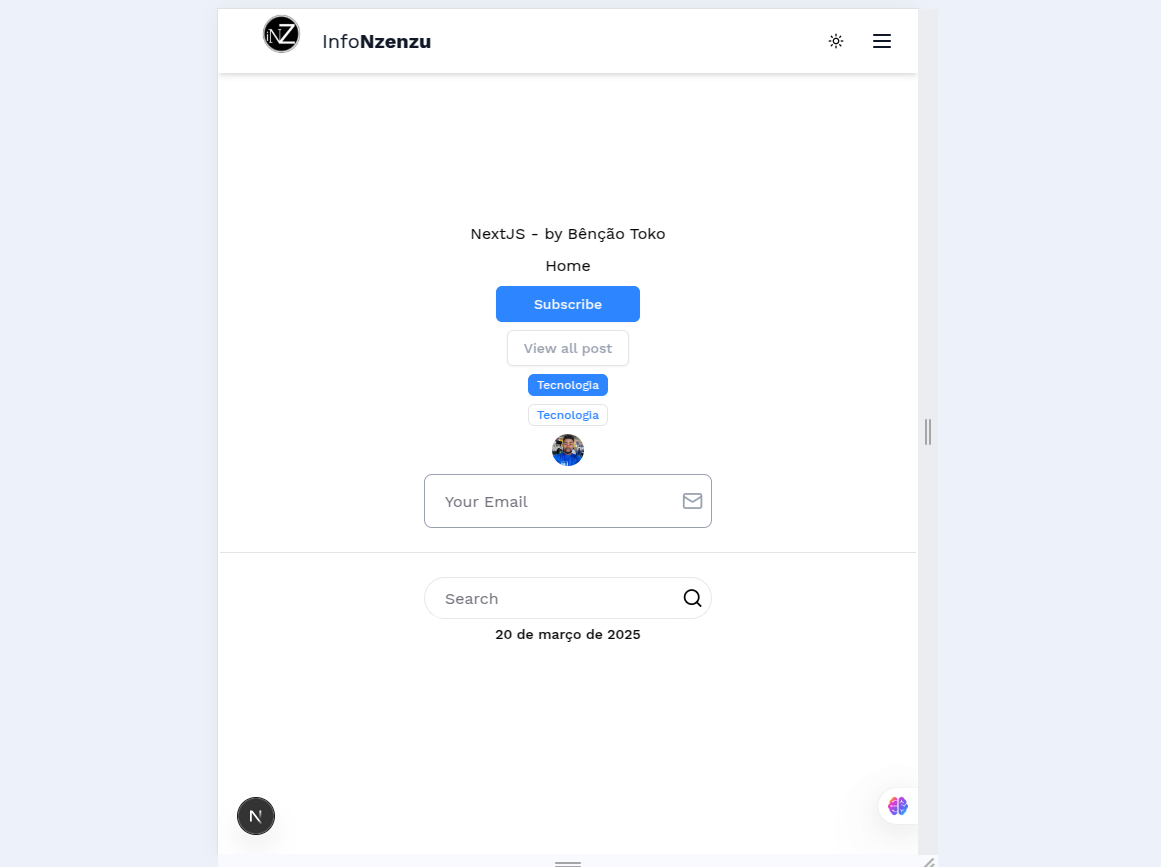 iNZ
InfoNzenzu
NextJS - by Bênção Toko
Home
Subscribe
View all post
Tecnologia
Tecnologia
Your Email
Search
20 de março de 2025
N